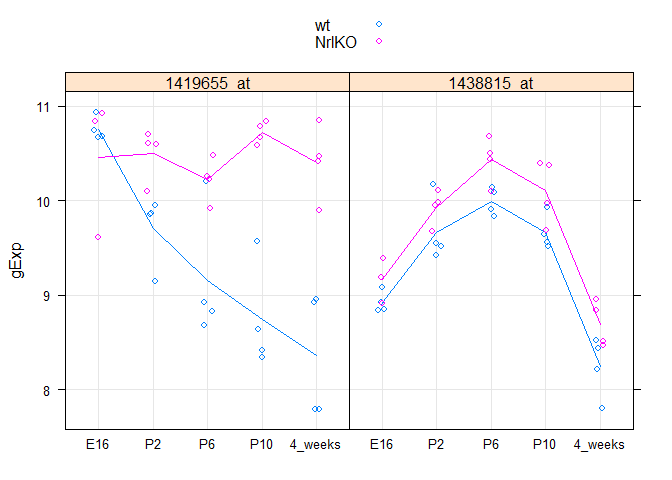 wt
NrlKO
1419655_at 1438815_at
11
10
9
8
gExp
E16 P2 P6 P10 4_weeks E16 P2 P6 P10 4_weeks